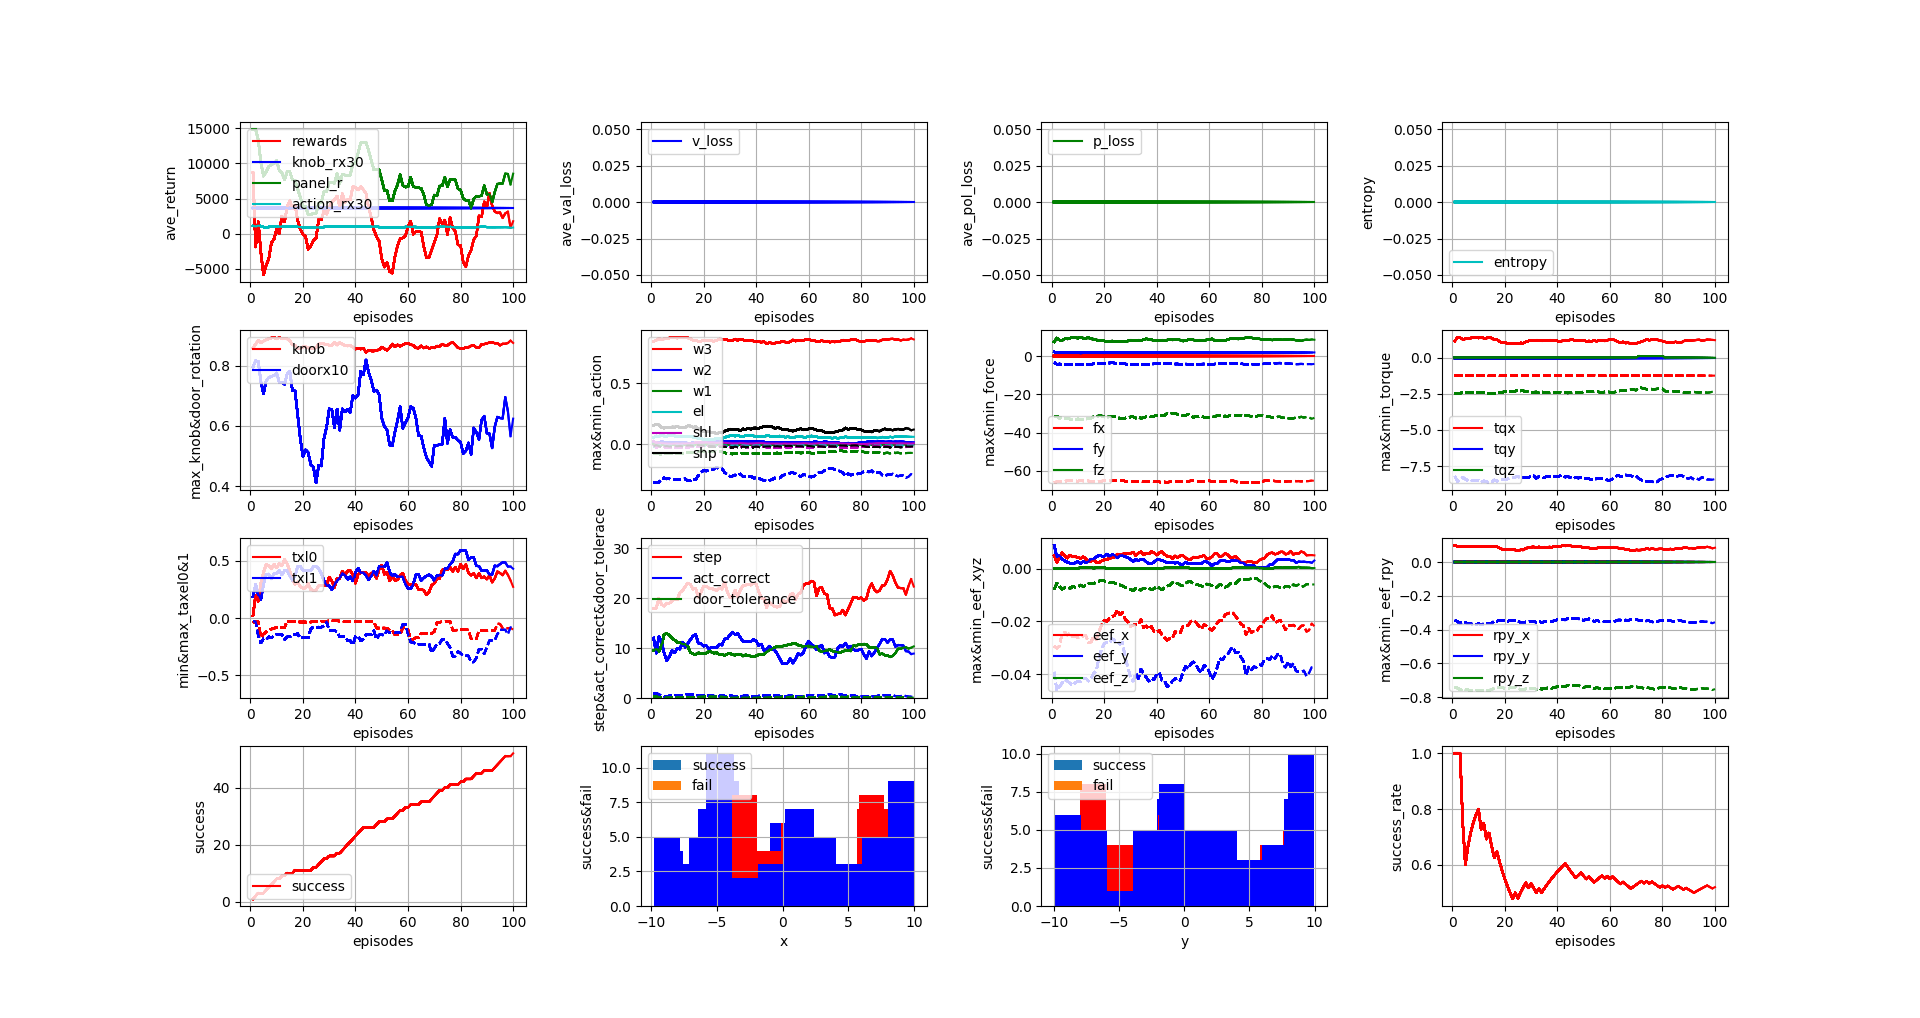 ave_return
15000
10000
5000
0
−5000
rewards
knob_rx30
panel_r
action_rx30
0 20 40 60 80 100
episodes
ave_val_loss
0.050
0.025
0.000
−0.025
−0.050
v_loss
0 20 40 60 80 100
episodes
ave_pol_loss
0.050
0.025
0.000
−0.025
−0.050
p_loss
0 20 40 60 80 100
episodes
entropy
0.050
0.025
0.000
−0.025
−0.050
entropy
0 20 40 60 80 100
episodes
max_knob&door_rotation
0.8
0.6
0.4
knob
doorx10
0 20 40 60 80 100
episodes
max&min_action
0.5
0.0
w3
w2
w1
el
shl
shp
0 20 40 60 80 100
episodes
max&min_force
0
−20
−40
−60
fx
fy
fz
0 20 40 60 80 100
episodes
max&min_torque
0.0
−2.5
−5.0
−7.5
tqx
tqy
tqz
0 20 40 60 80 100
episodes
min&max_taxel0&1
0.5
0.0
−0.5
txl0
txl1
0 20 40 60 80 100
episodes
step&act_correct&door_tolerace
30
20
10
0
step
act_correct
door_tolerance
0 20 40 60 80 100
episodes
max&min_eef_xyz
0.00
−0.02
−0.04
eef_x
eef_y
eef_z
0 20 40 60 80 100
episodes
max&min_eef_rpy
0.0
−0.2
−0.4
−0.6
−0.8
rpy_x
rpy_y
rpy_z
0 20 40 60 80 100
episodes
success
40
20
0
success
0 20 40 60 80 100
episodes
success&fail
10.0
7.5
5.0
2.5
0.0
success
fail
−10 −5 0 5 10
x
success&fail
10.0
7.5
5.0
2.5
0.0
success
fail
−10 −5 0 5 10
y
success_rate
1.0
0.8
0.6
0 20 40 60 80 100
episodes